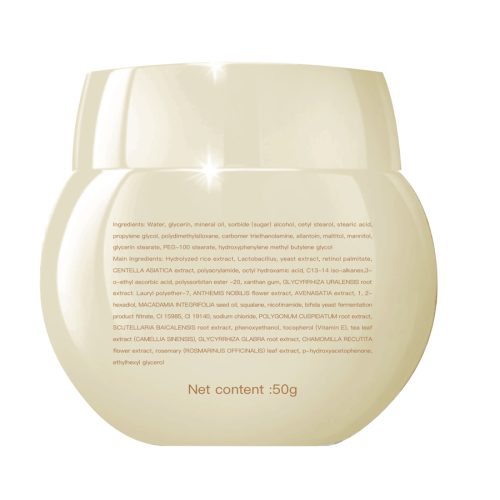 Ingredients: Water, glycerin, mineral oil, sorbide (sugar) alcohol, cetyl stearol, stearic acid,
propylene glycol, polydimethylsiloxane, carbomer triethanolamine, allantoin, maltitol, mannitol,
glycerin stearate, PEG-100 stearate, hydroxyphenylene methyl butylene glycol
Main Ingredients: Hydrolyzed rice extract, Lactobacillus, yeast extract, retinol palmitate,
CENTELLA ASIATICA extract, polyacrylamide, octyl hydroxamic acid, C13-14 iso-alkanes,3-
o-ethyl ascorbic acid, polysorbitan ester -20, xanthan gum, GLYCYRRHIZA URALENSIS root
extract. Lauryl polyether-7, ANTHEMIS NOBILIS flower extract, AVENASATIA extract, 1, 2-
hexadiol, MACADAMIA INTEGRIFOLIA seed oil, squalane, nicotinamide, bifida yeast fermentation
product filtrate, CI 15985, CI 19140, sodium chloride, POLYGONUM CUSPIDATUM root extract,
SCUTELLARIA BAICALENSIS root extract, phenoxyethanol, tocopherol (Vitamin E), tea leaf
extract (CAMELLIA SINENSIS), GLYCYRRHIZA GLABRA root extract, CHAMOMILLA RECUTITA
flower extract, rosemary (ROSMARINUS OFFICINALIS) leaf extract, p-hydroxyacetophenone,
ethylhexyl glycerol
Net content :50g